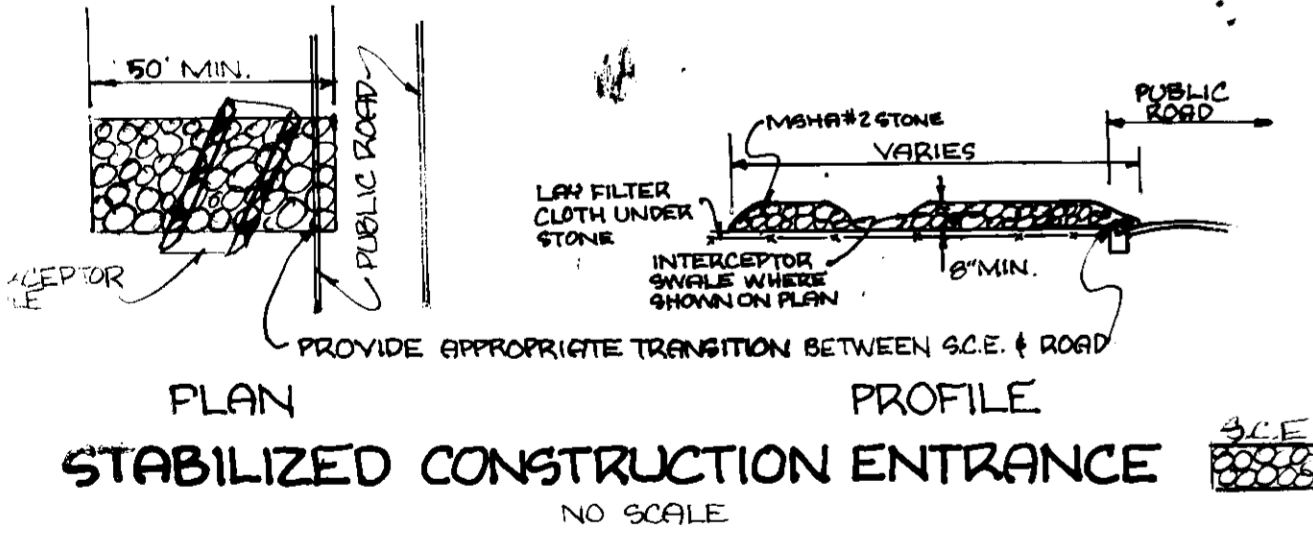 50' MIN.
PUBLIC ROAD
MSHA #2 STONE
PUBLIC
ROAD
VARIES
LAY FILTER
CLOTH UNDER
STONE
INTERCEPTOR
SWALE WHERE
SHOWN ON PLAN
8" MIN.
PROVIDE APPROPRIATE TRANSITION BETWEEN S.C.E. & ROAD
PLAN
PROFILE
STABILIZED CONSTRUCTION ENTRANCE
NO SCALE
S.C.E